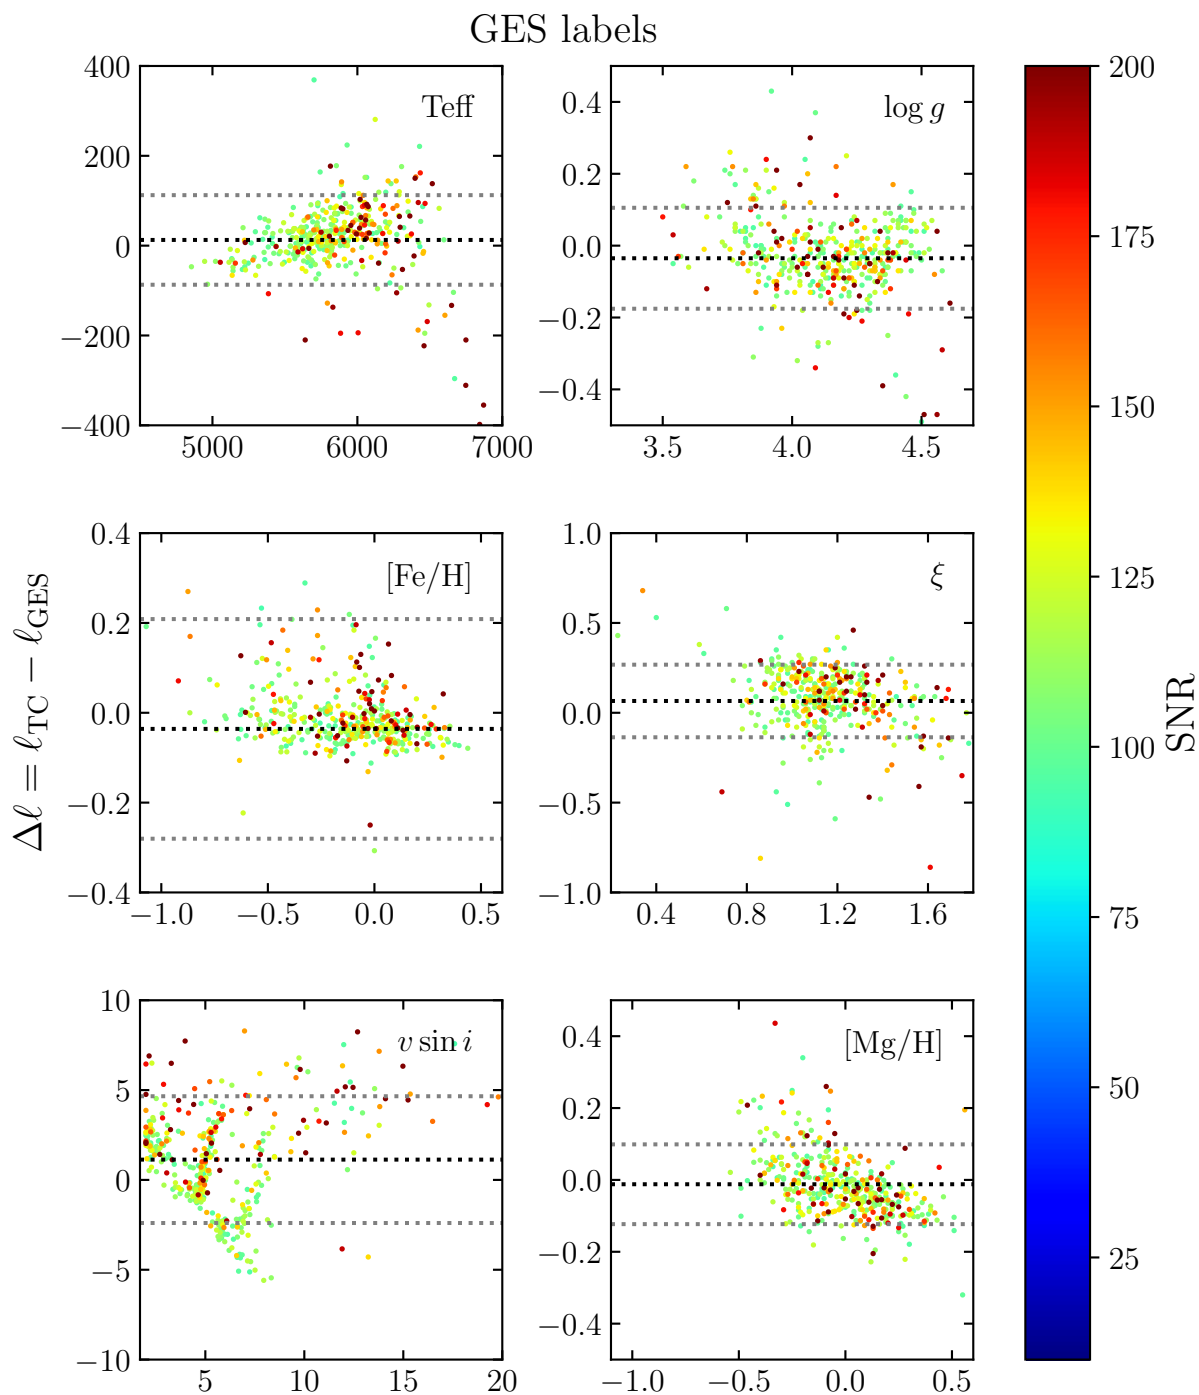 GES labels
Teff
400
200
0
−200
−400
5000 6000 7000
log g
0.4
0.2
0.0
−0.2
−0.4
3.5 4.0 4.5
[Fe/H]
0.4
0.2
0.0
−0.2
−0.4
−1.0 −0.5 0.0 0.5
ξ
1.0
0.5
0.0
−0.5
−1.0
0.4 0.8 1.2 1.6
v sin i
10
5
0
−5
−10
5 10 15 20
[Mg/H]
0.4
0.2
0.0
−0.2
−0.4
−1.0 −0.5 0.0 0.5
Δℓ = ℓTC − ℓGES
200
175
150
125
100
75
50
25
SNR